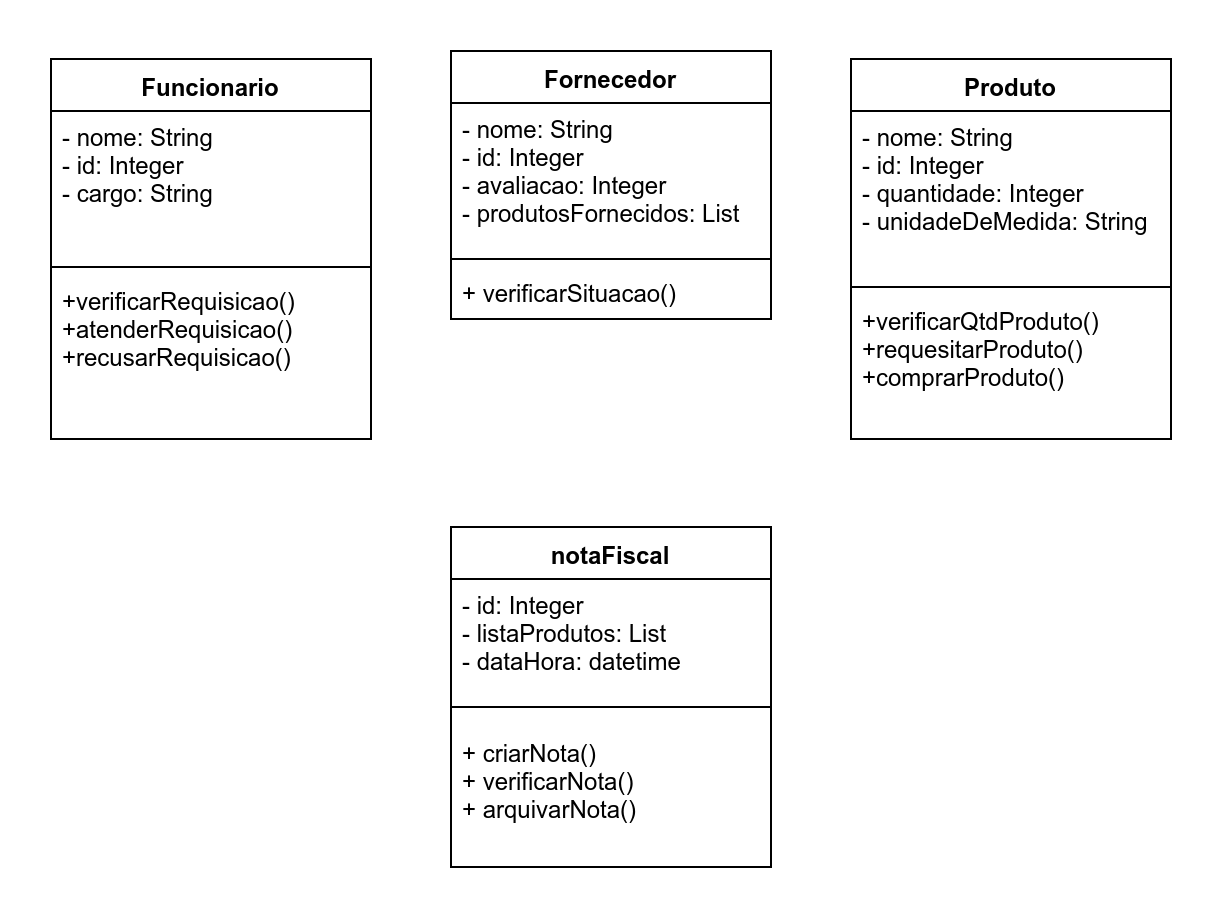 Funcionario
- nome: String
- id: Integer
- cargo: String
+verificarRequisicao()
+atenderRequisicao()
+recusarRequisicao()
Fornecedor
- nome: String
- id: Integer
- avaliacao: Integer
- produtosFornecidos: List
+ verificarSituacao()
Produto
- nome: String
- id: Integer
- quantidade: Integer
- unidadeDeMedida: String
+verificarQtdProduto()
+requesitarProduto()
+comprarProduto()
notaFiscal
- id: Integer
- listaProdutos: List
- dataHora: datetime
+ criarNota()
+ verificarNota()
+ arquivarNota()